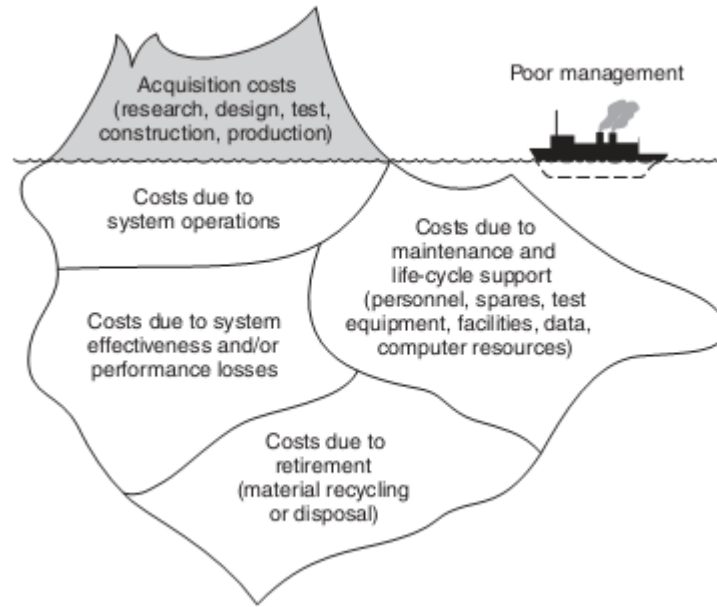 Acquisition costs
(research, design, test,
construction, production)
Poor management
Costs due to
system operations
Costs due to
maintenance and
life-cycle support
(personnel, spares, test
equipment, facilities, data,
computer resources)
Costs due to system
effectiveness and/or
performance losses
Costs due to
retirement
(material recycling
or disposal)